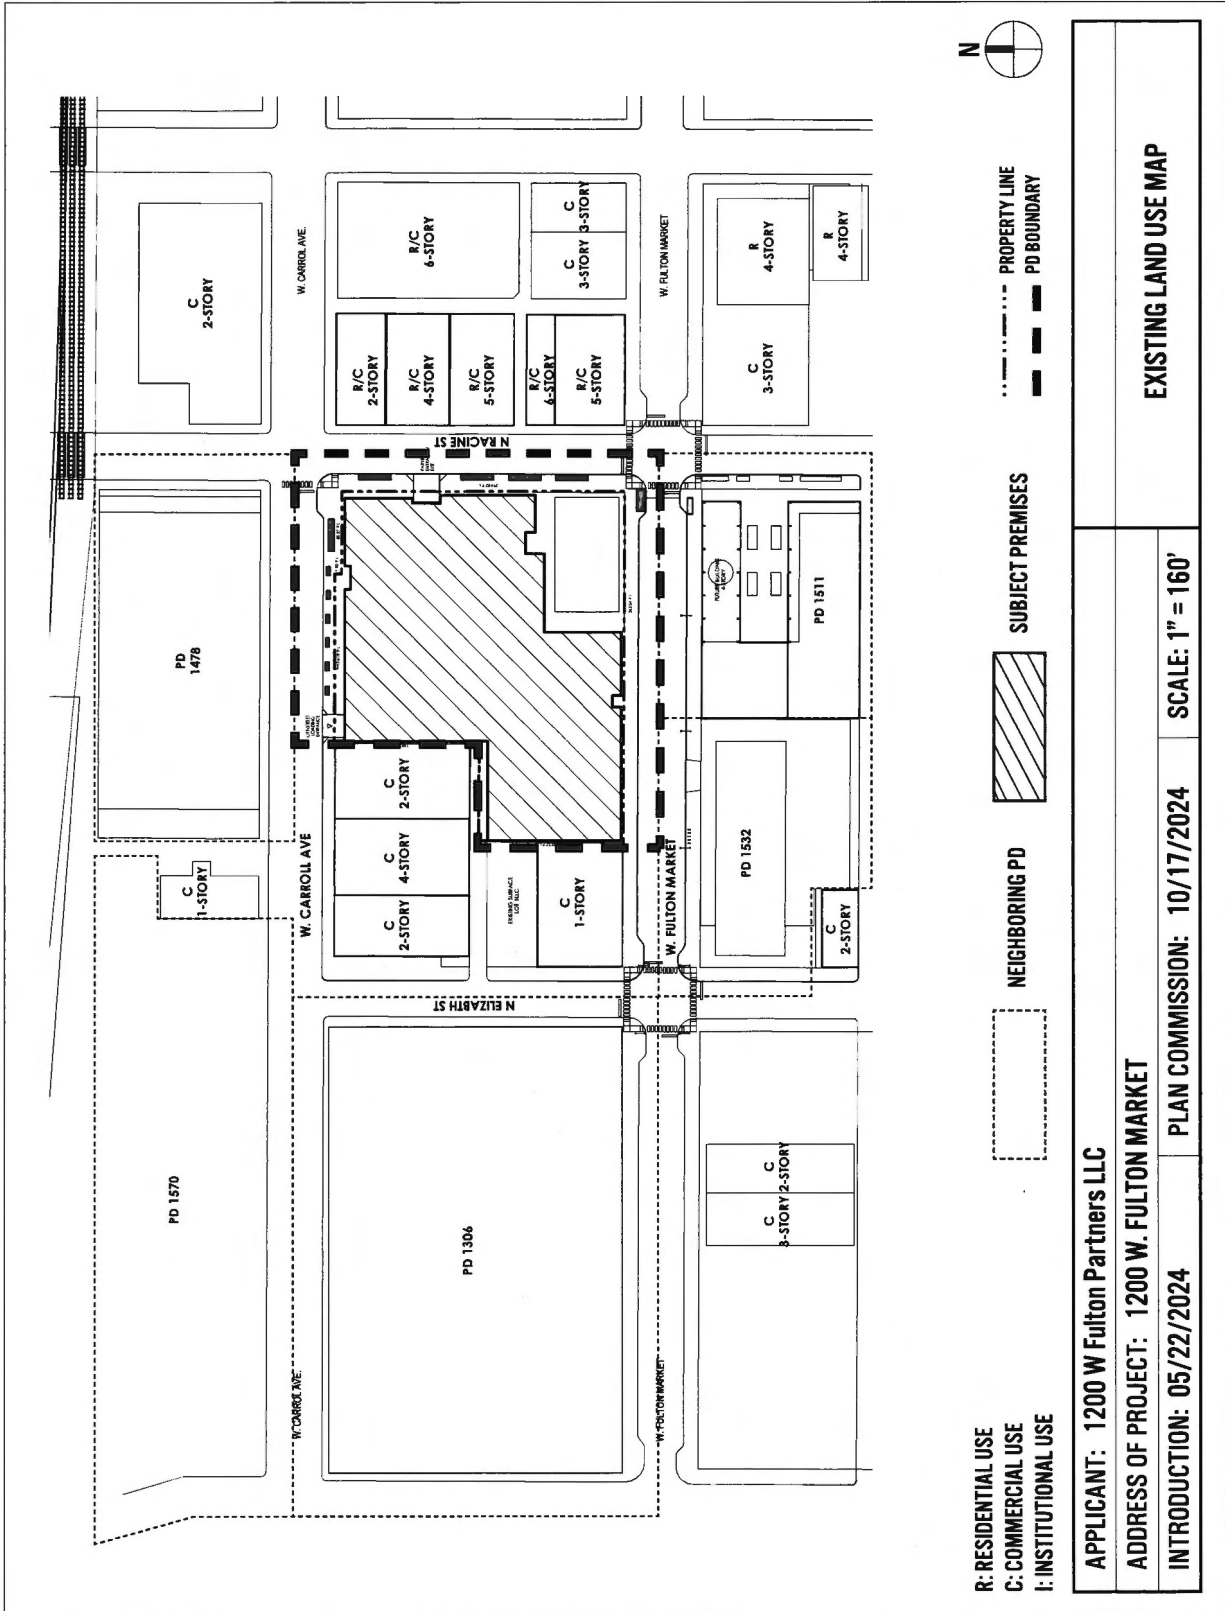 C
2-STORY
W. CARROL AVE.
R/C
6-STORY
C
3-STORY
C
3-STORY
W. FULTON MARKET
R
4-STORY
R
4-STORY
R/C
2-STORY
R/C
4-STORY
R/C
5-STORY
R/C
6-STORY
R/C
5-STORY
C
3-STORY
N RACINE ST
PD
1478
C
1-STORY
W. CARROLL AVE
C
2-STORY
C
4-STORY
C
2-STORY
C
1-STORY
W. FULTON MARKET
PD 1511
PD 1532
C
2-STORY
N ELIZABTH ST
PD 1570
W. CARROL AVE.
PD 1306
W. FULTON MARKET
C
3-STORY
C
2-STORY
N
R: RESIDENTIAL USE
C: COMMERCIAL USE
I: INSTITUTIONAL USE
NEIGHBORING PD
SUBJECT PREMISES
PROPERTY LINE
PD BOUNDARY
APPLICANT: 1200 W Fulton Partners LLC
ADDRESS OF PROJECT: 1200 W. FULTON MARKET
INTRODUCTION: 05/22/2024
PLAN COMMISSION: 10/17/2024
SCALE: 1" = 160'
EXISTING LAND USE MAP